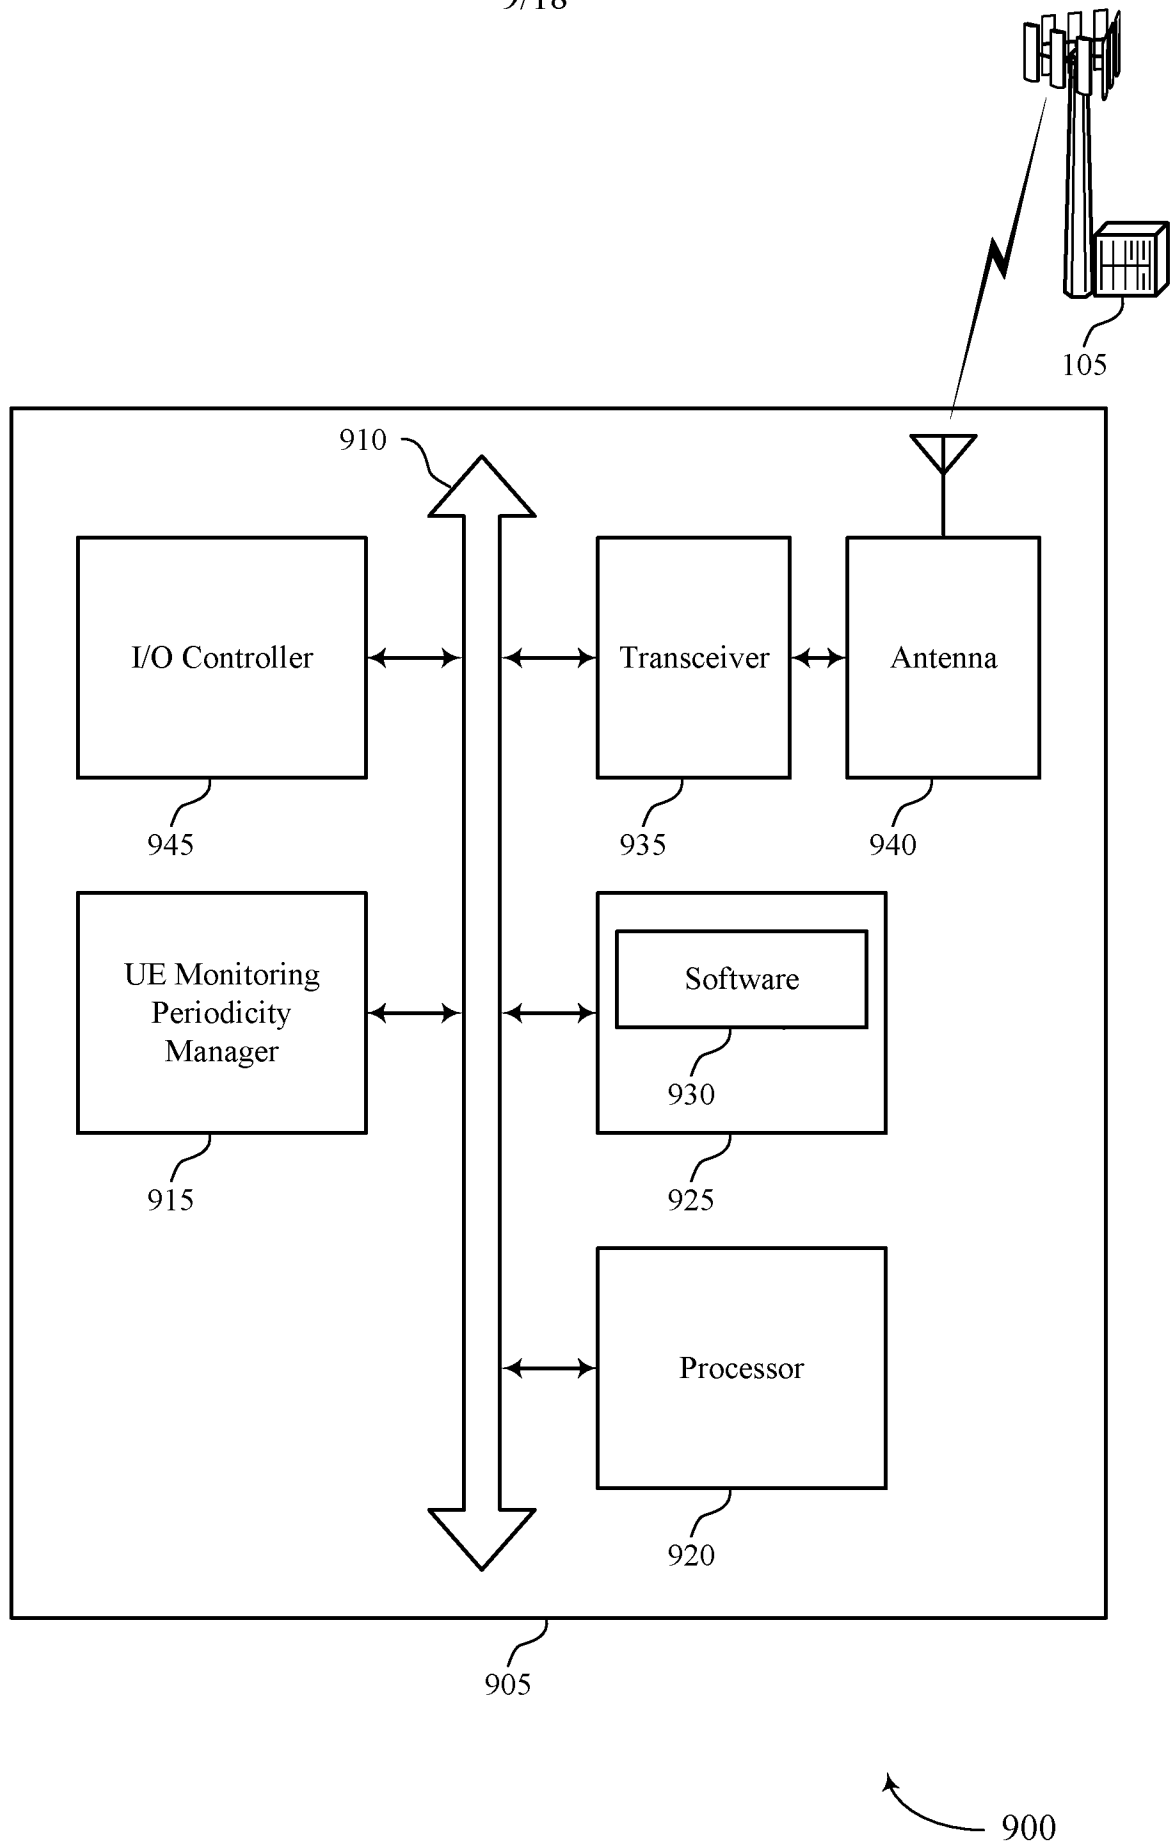 9/18
105
910
I/O Controller
Transceiver
Antenna
945
935
940
UE Monitoring
Periodicity
Manager
Software
930
915
925
Processor
920
905
900